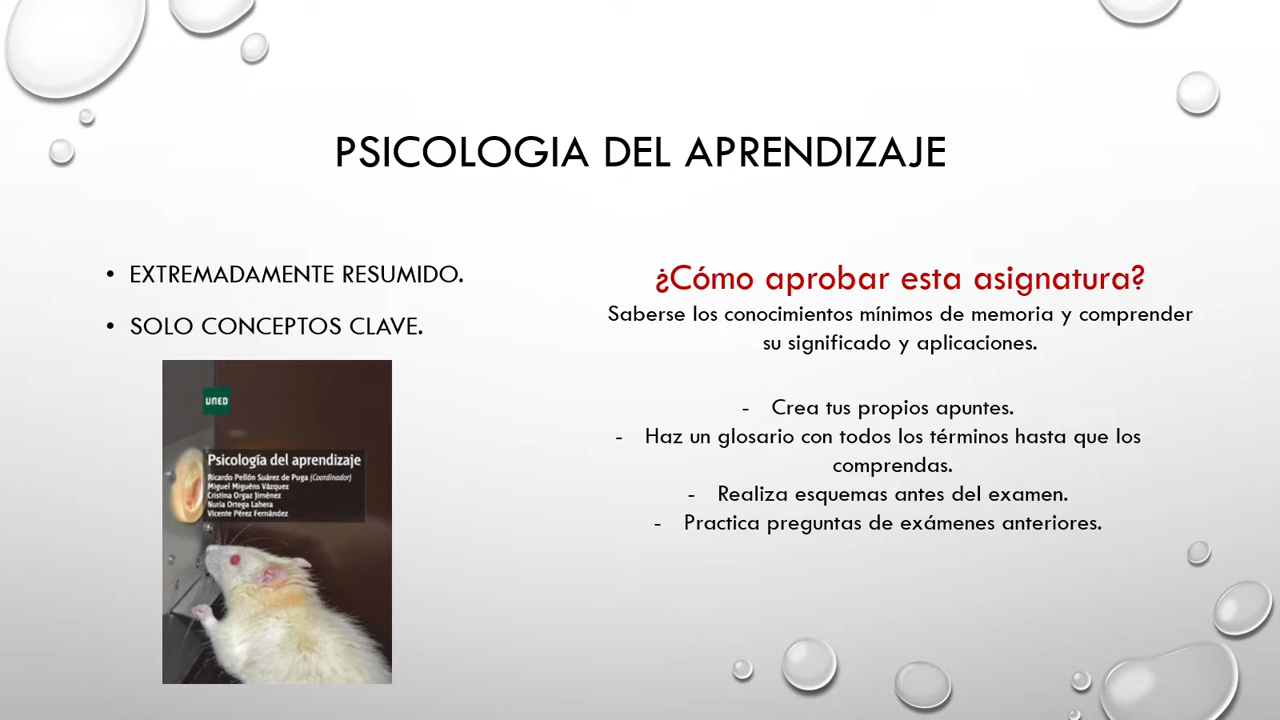 PSICOLOGIA DEL APRENDIZAJE
• EXTREMADAMENTE RESUMIDO.
• SOLO CONCEPTOS CLAVE.
UNED
Psicología del aprendizaje
Ricardo Pellón Suárez de Puga (Coordinador)
Miguel Miguéns Vázquez
Cristina Orgaz Jiménez
Nuria Ortega Lahera
Vicente Pérez Fernández
¿Cómo aprobar esta asignatura?
Saberse los conocimientos mínimos de memoria y comprender
su significado y aplicaciones.
- Crea tus propios apuntes.
- Haz un glosario con todos los términos hasta que los
comprendas.
- Realiza esquemas antes del examen.
- Practica preguntas de exámenes anteriores.